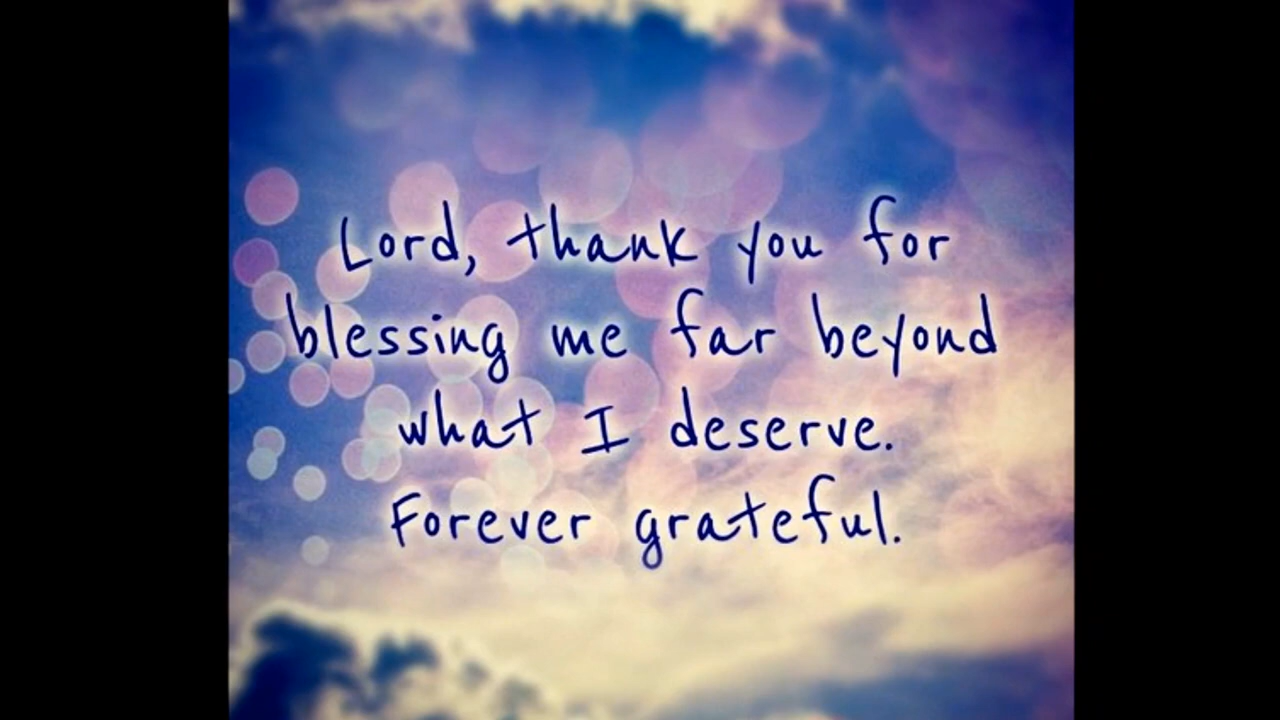 Lord, thank you for
blessing me far beyond
what I deserve.
Forever grateful.